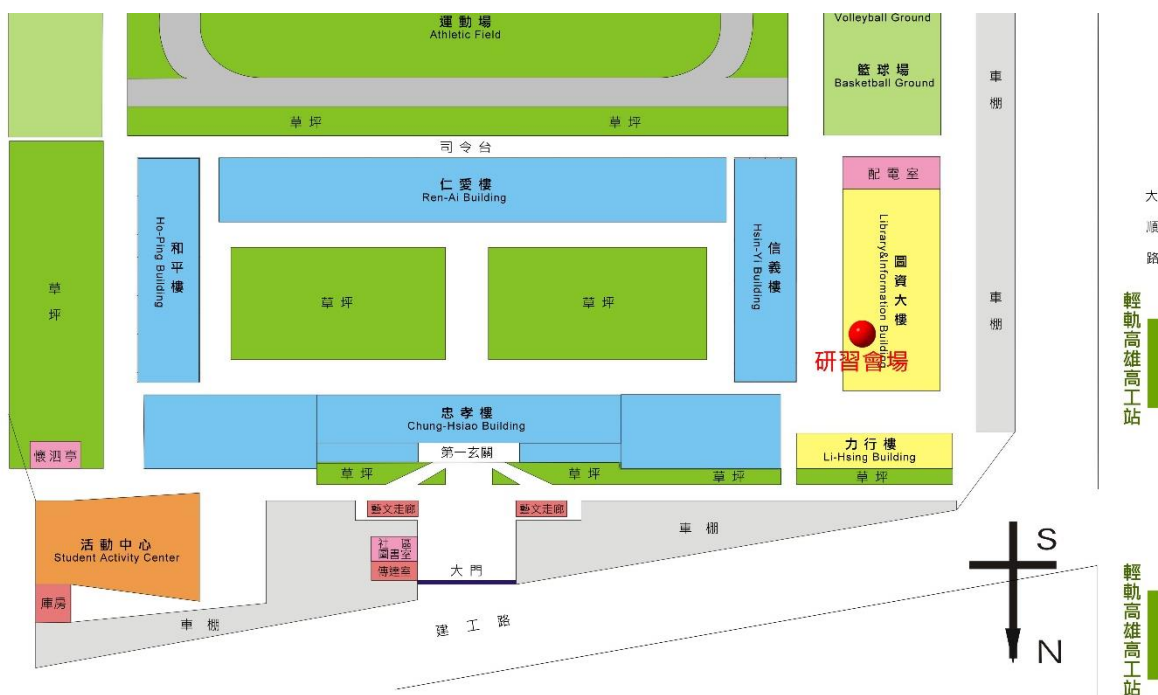 運動場
Athletic Field
Volleyball Ground
籃球場
Basketball Ground
車棚
草坪
草坪
司令台
仁愛樓
Ren-Ai Building
配電室
大順路
和平樓
Ho-Ping Building
信義樓
Hsin-Yi Building
圖資大樓
Library&Information Building
草坪
草坪
草坪
車棚
輕軌高雄高工站
研習會場
忠孝樓
Chung-Hsiao Building
第一玄關
力行樓
Li-Hsing Building
懷泗亭
草坪
草坪
草坪
草坪
藝文走廊
藝文走廊
活動中心
Student Activity Center
社區
圖書室
傳達室
大門
車棚
S
庫房
車棚
建工路
N
輕軌高雄高工站